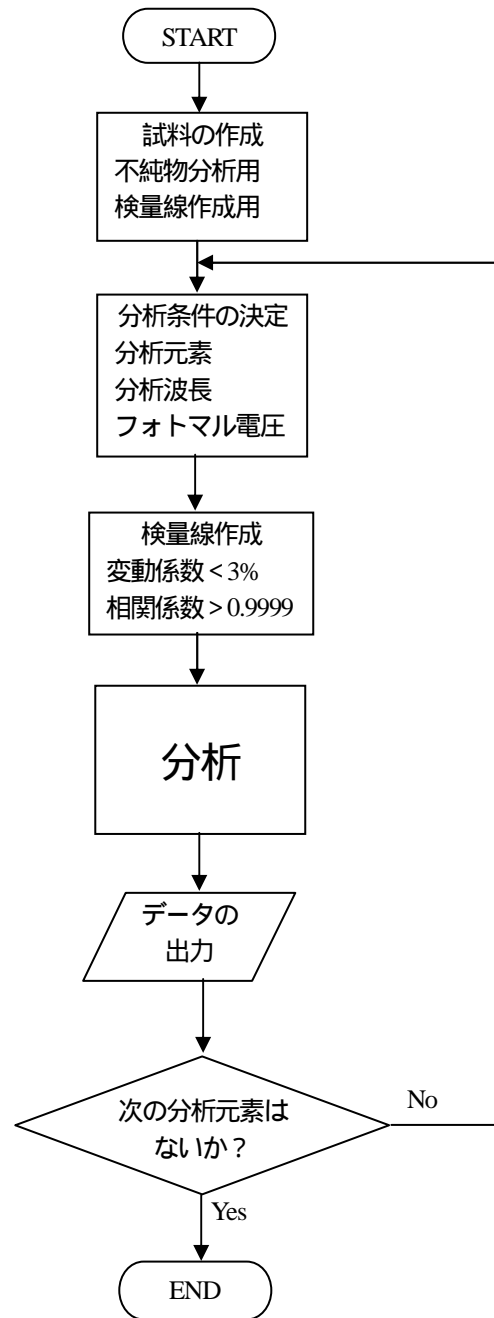 START
試料の作成
不純物分析用
検量線作成用
分析条件の決定
分析元素
分析波長
フォトマル電圧
検量線作成
変動係数<3%
相関係数>0.9999
分析
データの
出力
次の分析元素は
ないか?
No
Yes
END